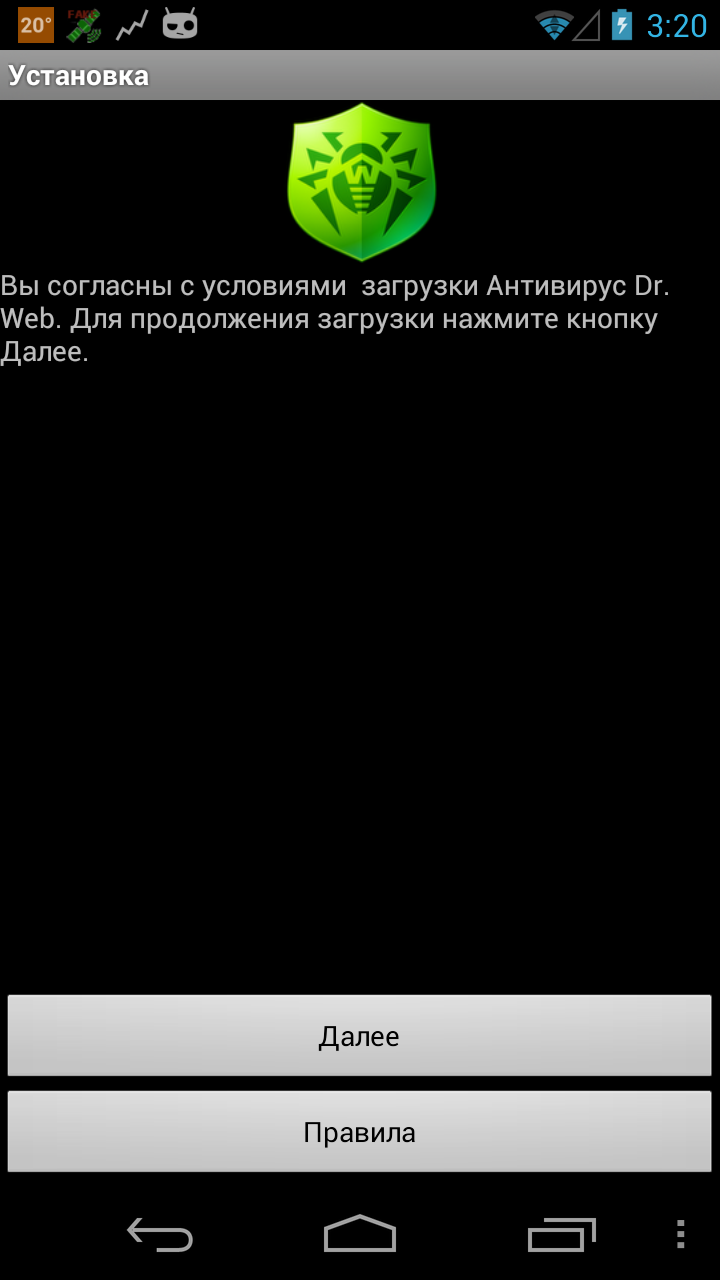 20°
FAKE
3:20
Установка
W
Вы согласны с условиями  загрузки Антивирус Dr.
Web. Для продолжения загрузки нажмите кнопку
Далее.
Далее
Правила